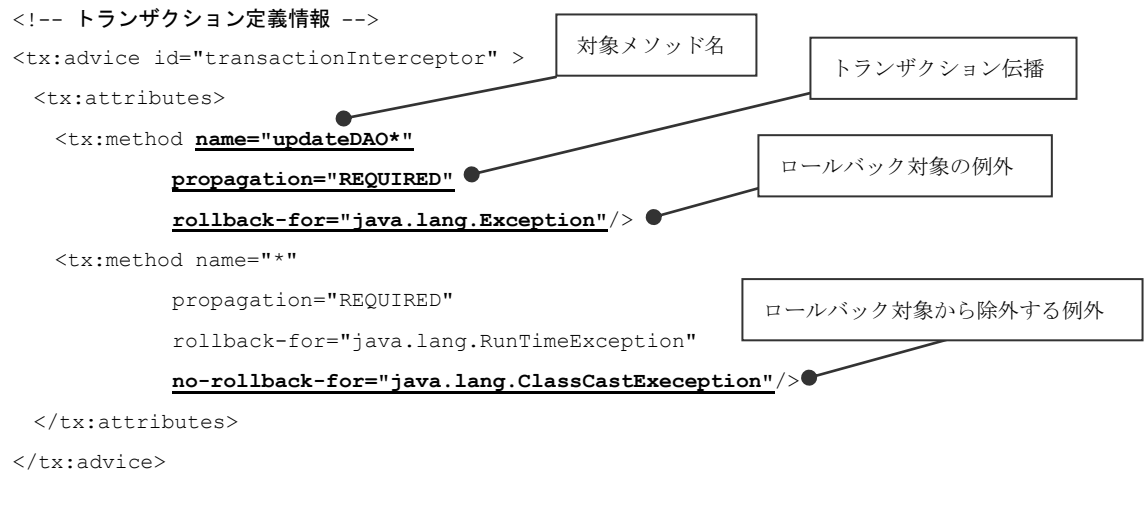 <!-- トランザクション定義情報 -->
対象メソッド名
<tx:advice id="transactionInterceptor" >
トランザクション伝播
<tx:attributes>
<tx:method name="updateDAO*"
propagation="REQUIRED"
ロールバック対象の例外
rollback-for="java.lang.Exception"/>
<tx:method name="*"
propagation="REQUIRED"
ロールバック対象から除外する例外
rollback-for="java.lang.RunTimeException"
no-rollback-for="java.lang.ClassCastExeception"/>
</tx:attributes>
</tx:advice>